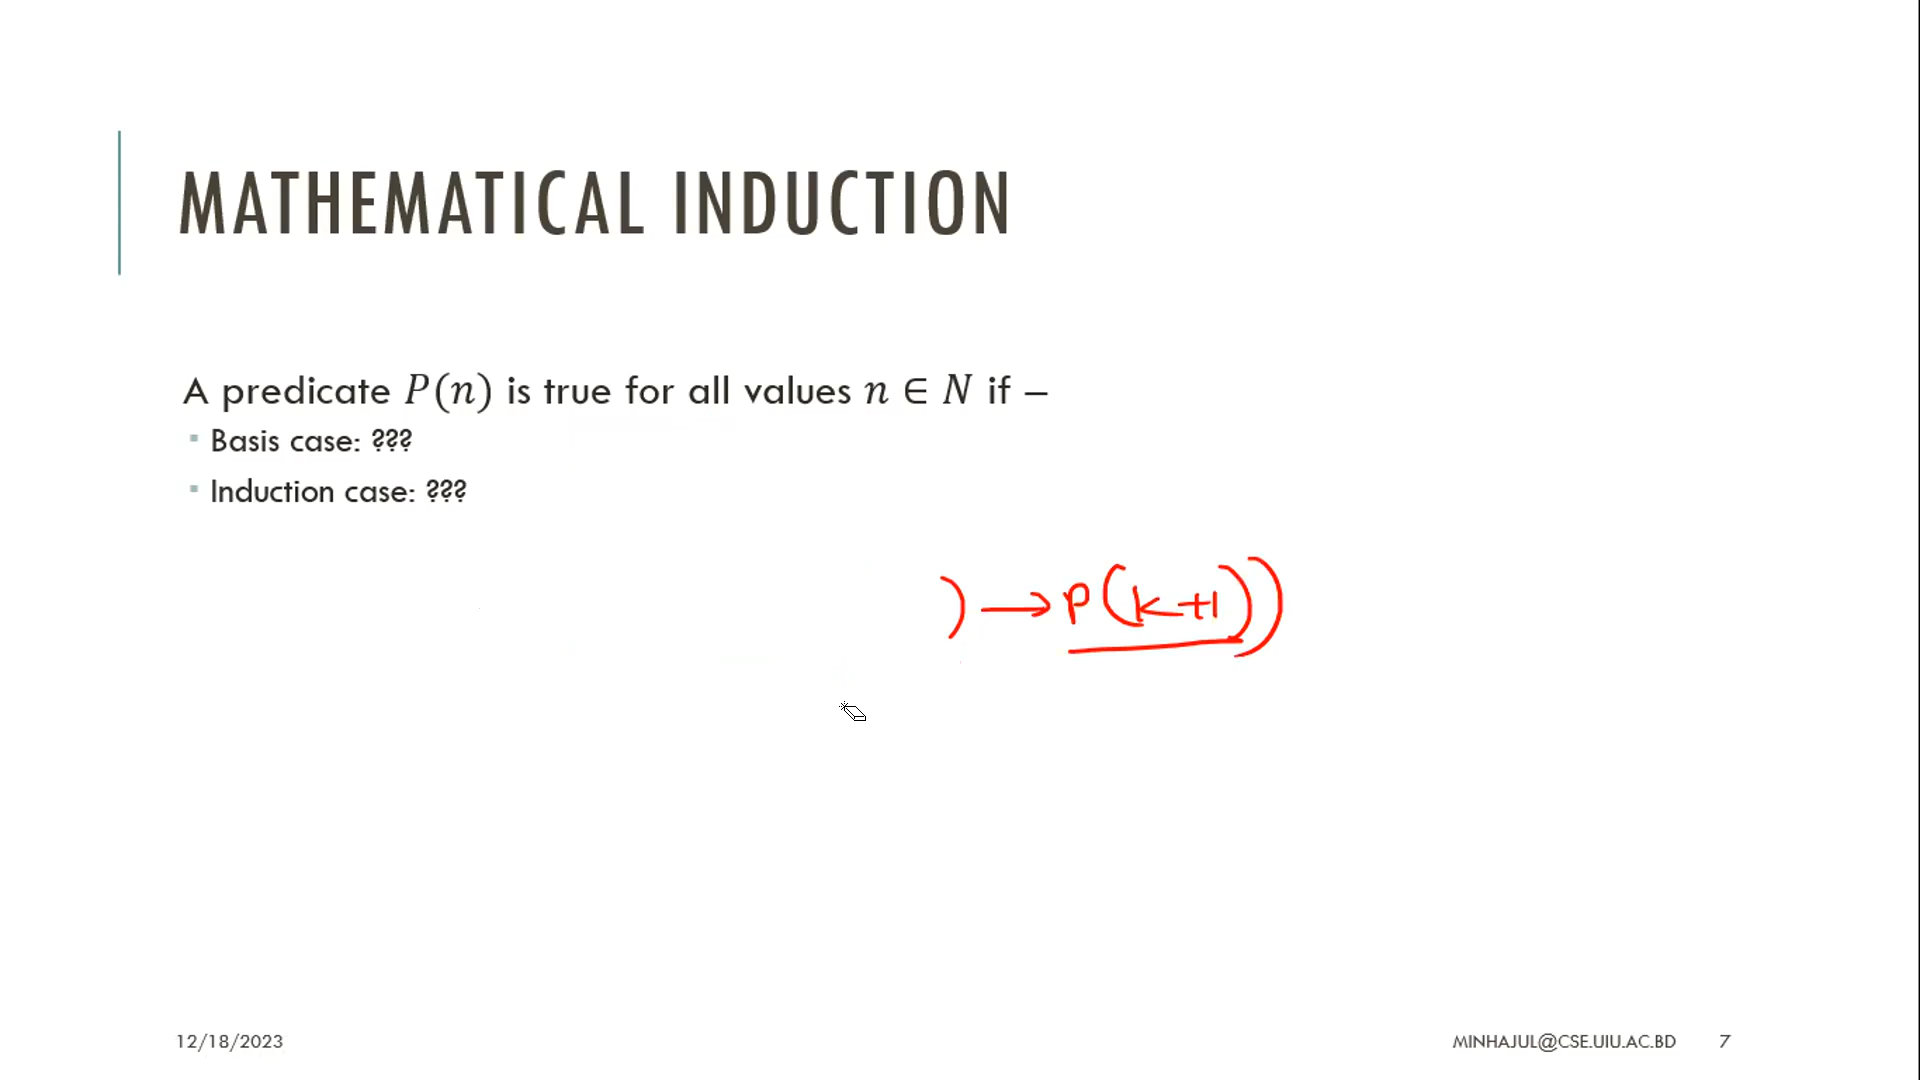 MATHEMATICAL INDUCTION
A predicate P(n) is true for all values n ∈ N if –
▪ Basis case: ???
▪ Induction case: ???
) → P(k+1))
12/18/2023
MINHAJUL@CSE.UIU.AC.BD 7